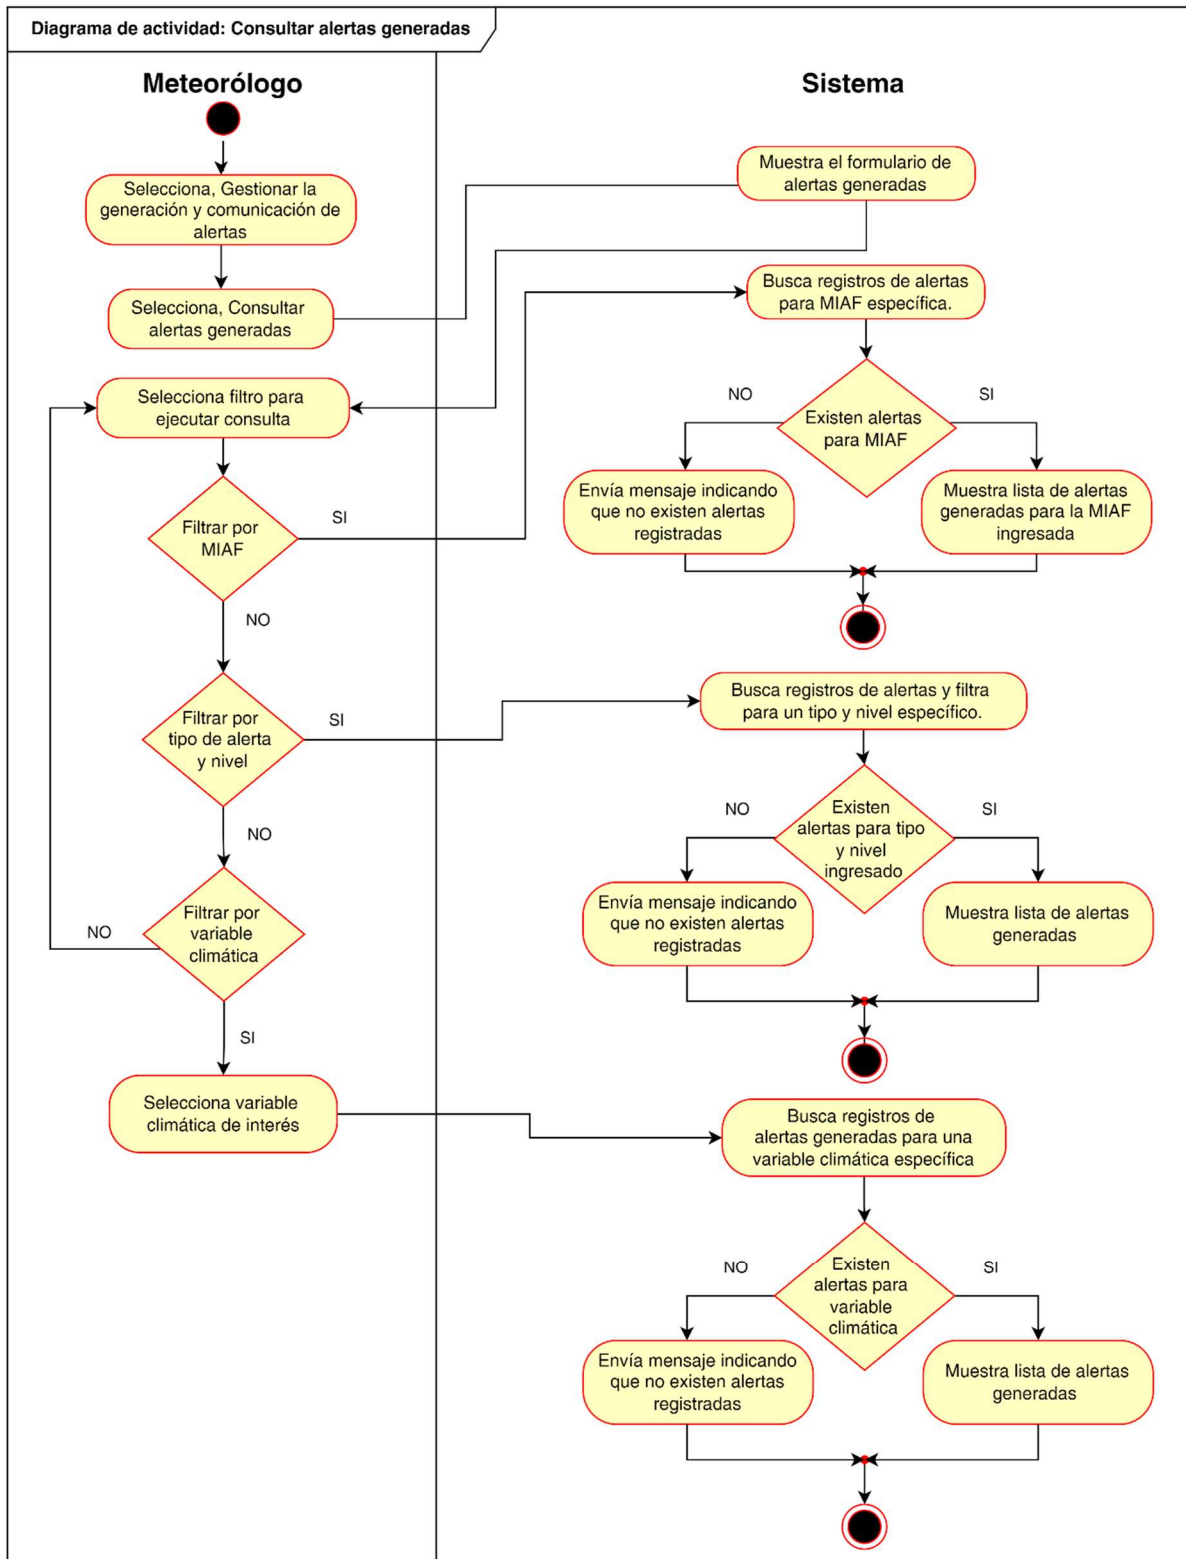 Diagrama de actividad: Consultar alertas generadas
Meteorólogo
Sistema
Selecciona, Gestionar la
generación y comunicación de
alertas
Muestra el formulario de
alertas generadas
Selecciona, Consultar
alertas generadas
Busca registros de alertas
para MIAF específica.
Selecciona filtro para
ejecutar consulta
NO
SI
Existen alertas
para MIAF
Envía mensaje indicando
que no existen alertas
registradas
Muestra lista de alertas
generadas para la MIAF
ingresada
Filtrar por
MIAF
SI
NO
Busca registros de alertas y filtra
para un tipo y nivel específico.
Filtrar por
tipo de alerta
y nivel
SI
NO
NO
SI
Existen
alertas para tipo
y nivel
ingresado
Envía mensaje indicando
que no existen alertas
registradas
Muestra lista de alertas
generadas
Filtrar por
variable
climática
NO
SI
Selecciona variable
climática de interés
Busca registros de
alertas generadas para una
variable climática específica
NO
SI
Existen
alertas para
variable
climática
Envía mensaje indicando
que no existen alertas
registradas
Muestra lista de alertas
generadas